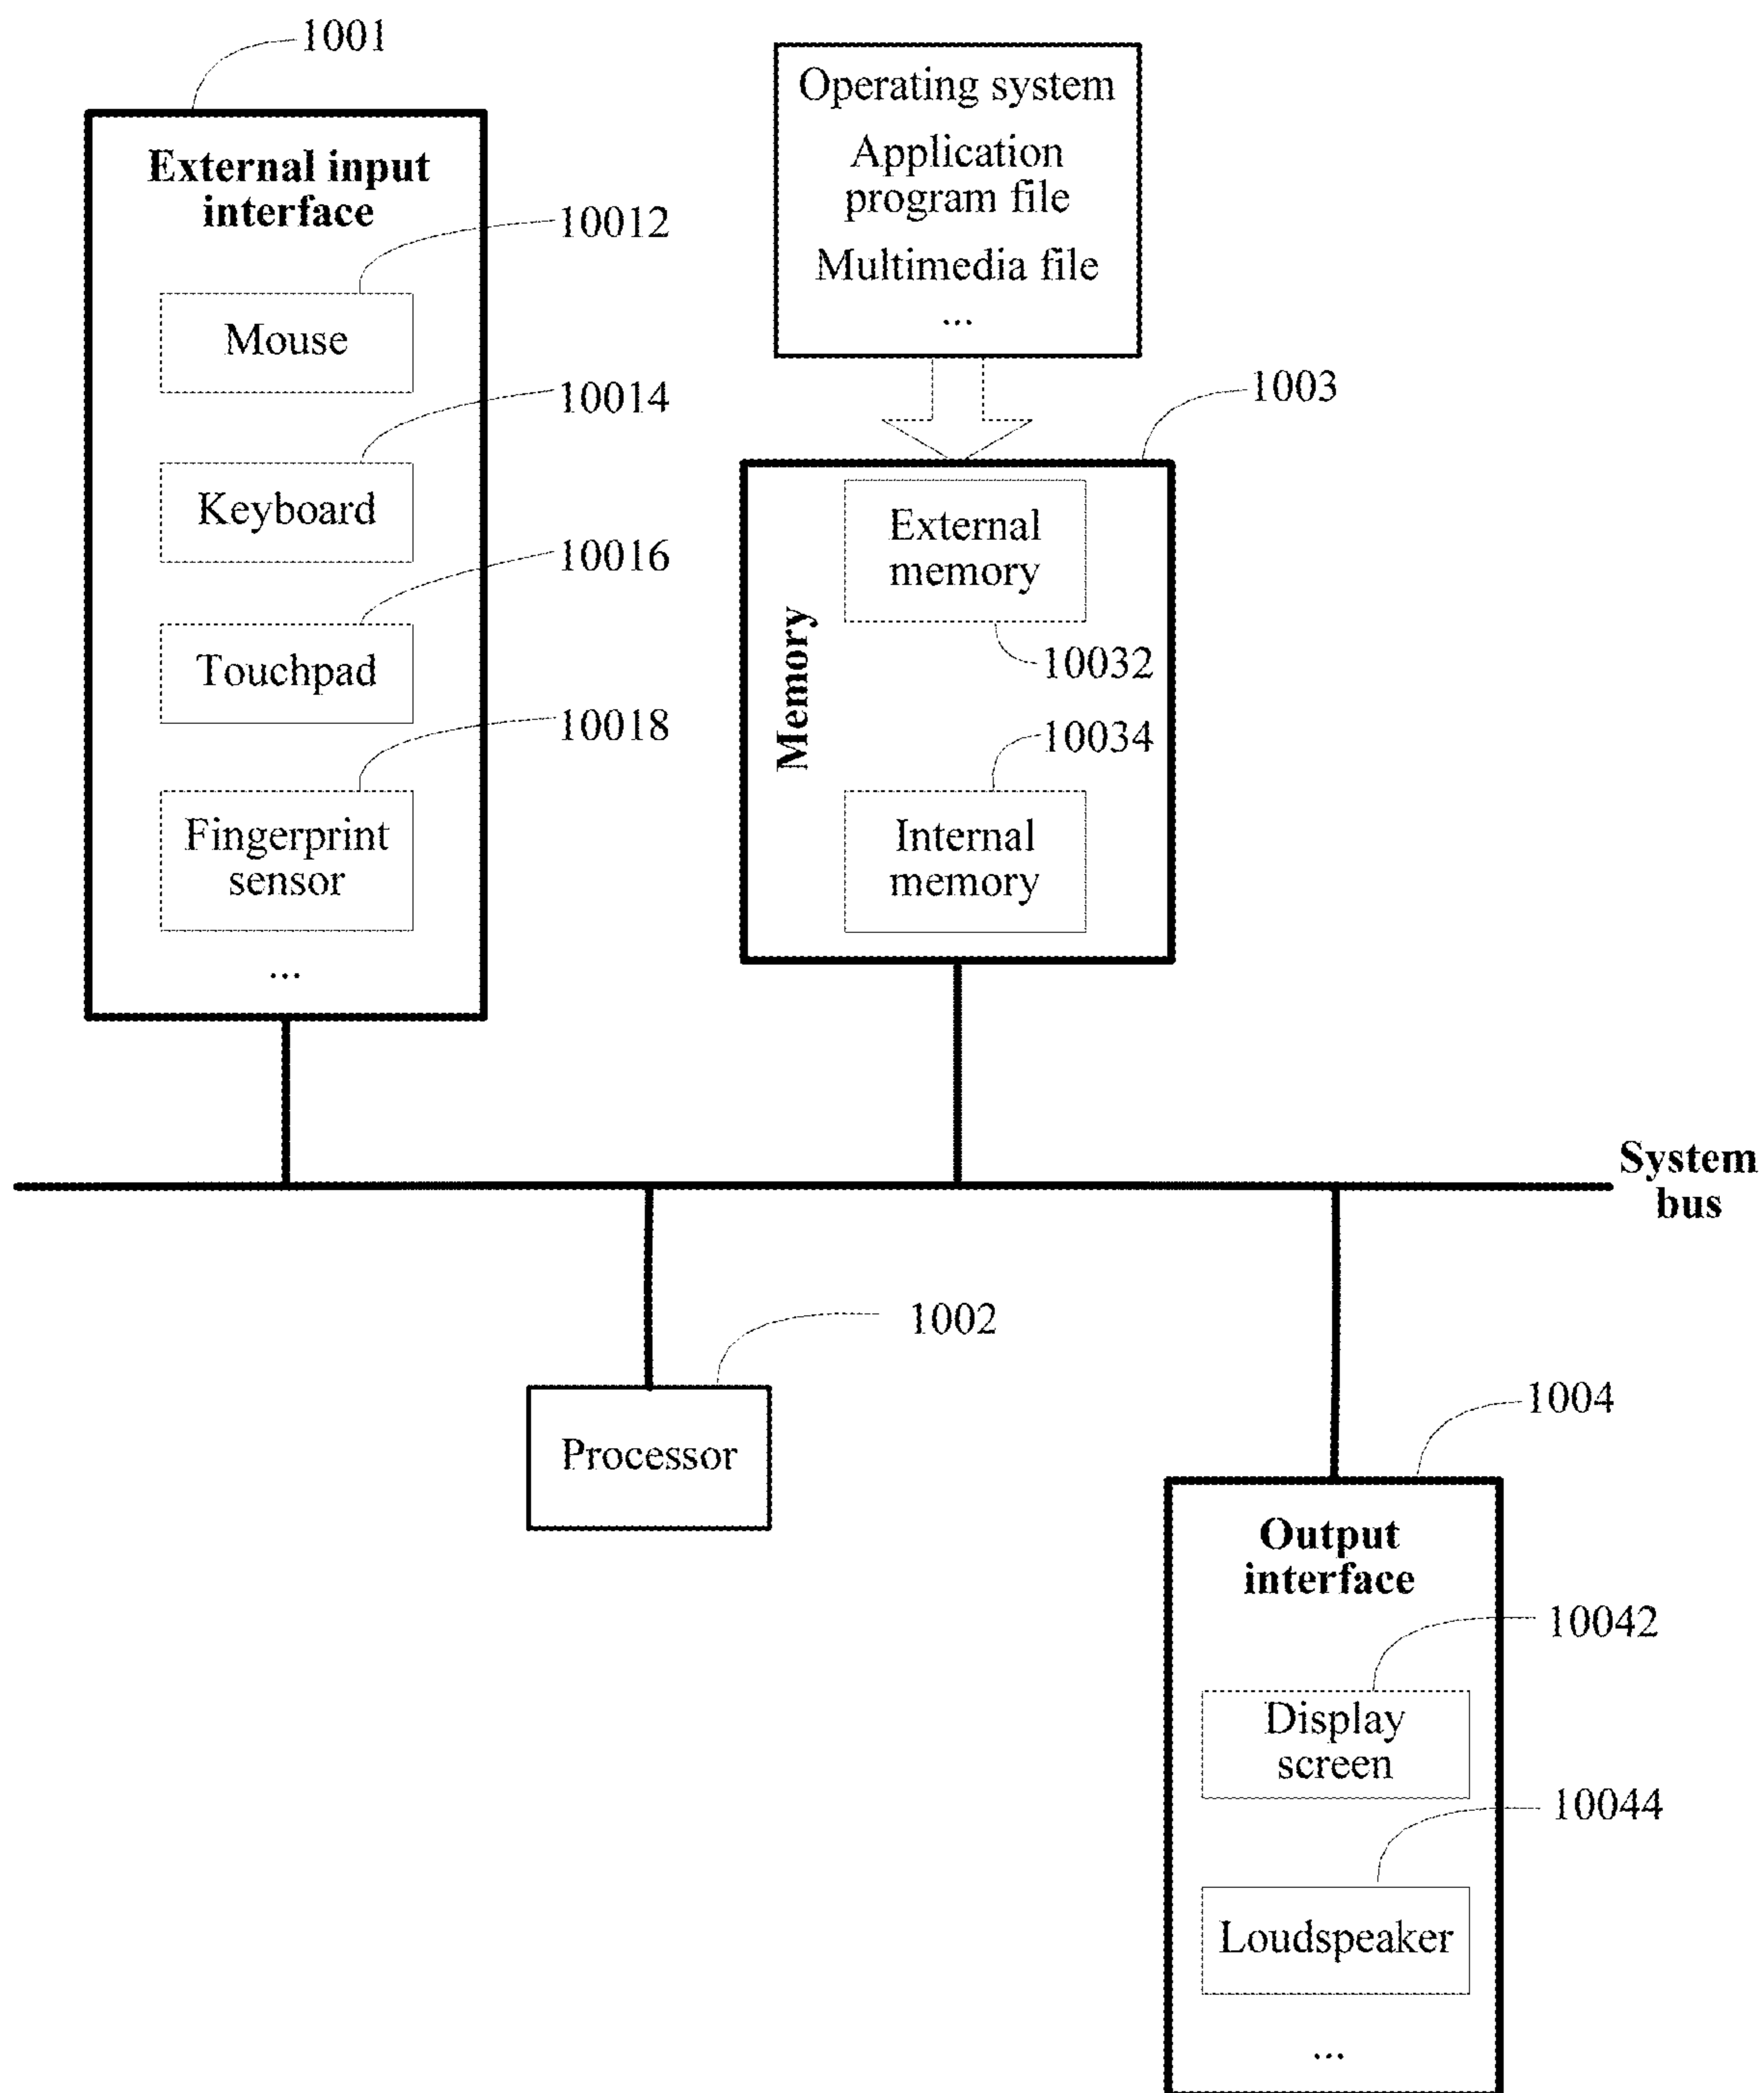 1001
External input
interface
10012
Mouse
10014
Keyboard
10016
Touchpad
10018
Fingerprint
sensor
...
Operating system
Application
program file
Multimedia file
...
1003
Memory
External
memory
10032
10034
Internal
memory
System
bus
1002
Processor
1004
Output
interface
10042
Display
screen
10044
Loudspeaker
...